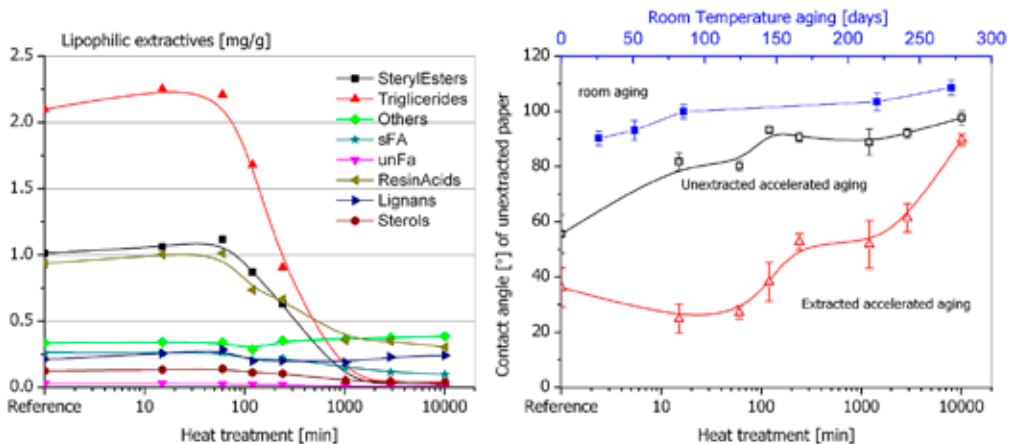 Lipophilic extractives [mg/g]
2.5
2.0
1.5
1.0
0.5
0.0
Reference
10
100
1000
10000
Heat treatment [min]
SterylEsters
Triglicerides
Others
sFA
unFa
ResinAcids
Lignans
Sterols
Room Temperature aging [days]
0
50
100
150
200
250
300
Contact angle [°] of unextracted paper
120
100
80
60
40
20
0
room aging
Unextracted accelerated aging
Extracted accelerated aging
Reference
10
100
1000
10000
Heat treatment [min]